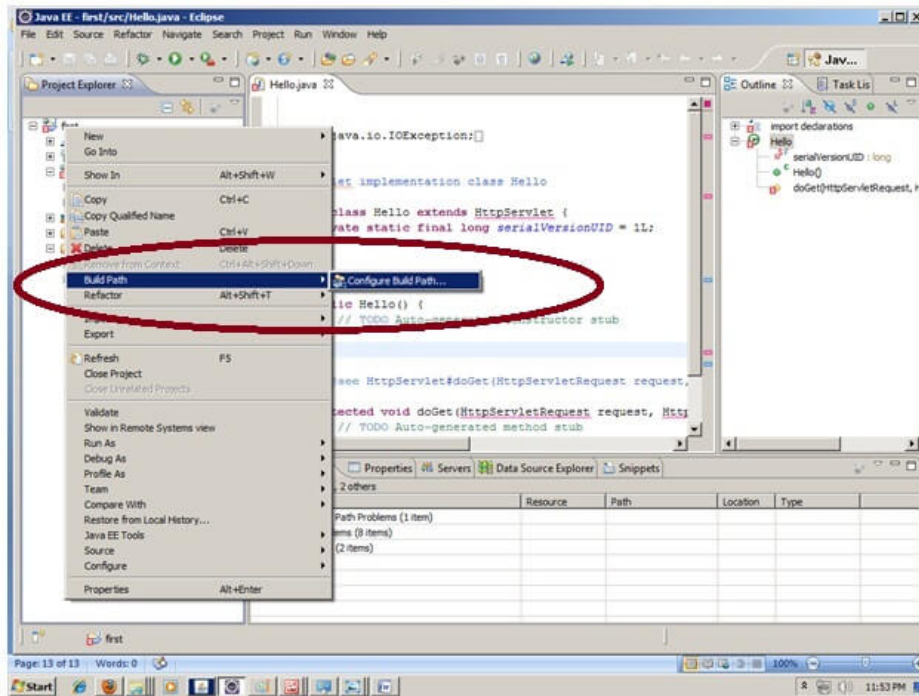 Java EE - first/src/Hello.java - Eclipse
File Edit Source Refactor Navigate Search Project Run Window Help
Jav...
Project Explorer
Hello.java
Outline Task Lis
first
New
Go Into
Show In Alt+Shift+W
Copy Ctrl+C
Copy Qualified Name
Paste Ctrl+V
Delete Delete
Remove from Context Ctrl+Alt+Shift+Down
Build Path
Configure Build Path...
Refactor Alt+Shift+T
Export
Refresh F5
Close Project
Close Unrelated Projects
Validate
Show in Remote Systems view
Run As
Debug As
Profile As
Team
Compare With
Restore from Local History...
Java EE Tools
Source
Configure
Properties Alt+Enter
java.io.IOException;
let implementation class Hello
class Hello extends HttpServlet {
vate static final long serialVersionUID = 1L;
lic Hello() {
// TODO Auto-generated constructor stub
see HttpServlet#doGet(HttpServletRequest request,
tected void doGet(HttpServletRequest request, Http
// TODO Auto-generated method stub
import declarations
Hello
serialVersionUID : long
Hello()
doGet(HttpServletRequest, H
Properties Servers Data Source Explorer Snippets
, 2 others
Resource Path Location Type
Path Problems (1 item)
ems (8 items)
(2 items)
first
Page: 13 of 13 Words: 0
100%
Start
11:53 PM